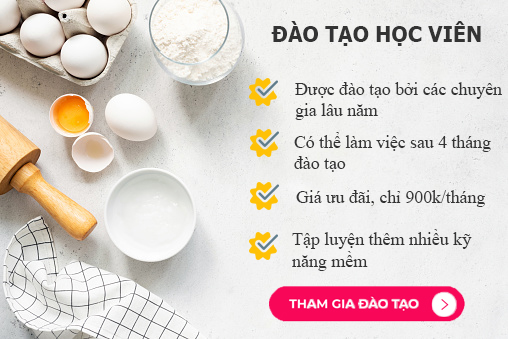 ĐÀO TẠO HỌC VIÊN
Được đào tạo bởi các chuyên
gia lâu năm
Có thể làm việc sau 4 tháng
đào tạo
Giá ưu đãi, chỉ 900k/tháng
Tập luyện thêm nhiều kỹ
năng mềm
THAM GIA ĐÀO TẠO